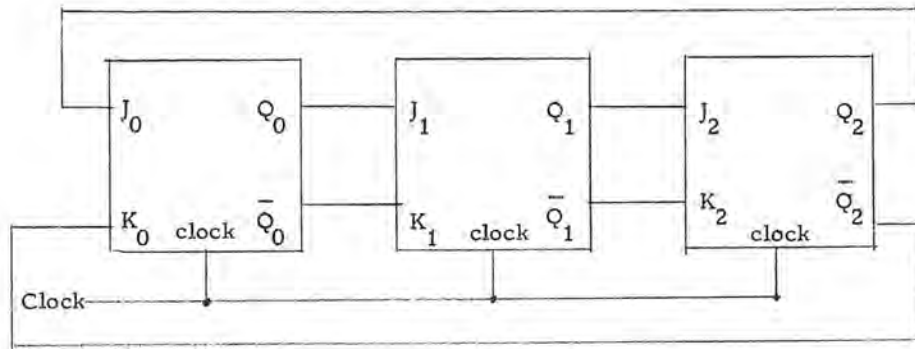 J0 Q0 J1 Q1 J2 Q2
K0 clock Q̅0 K1 clock Q̅1 K2 clock Q̅2
Clock